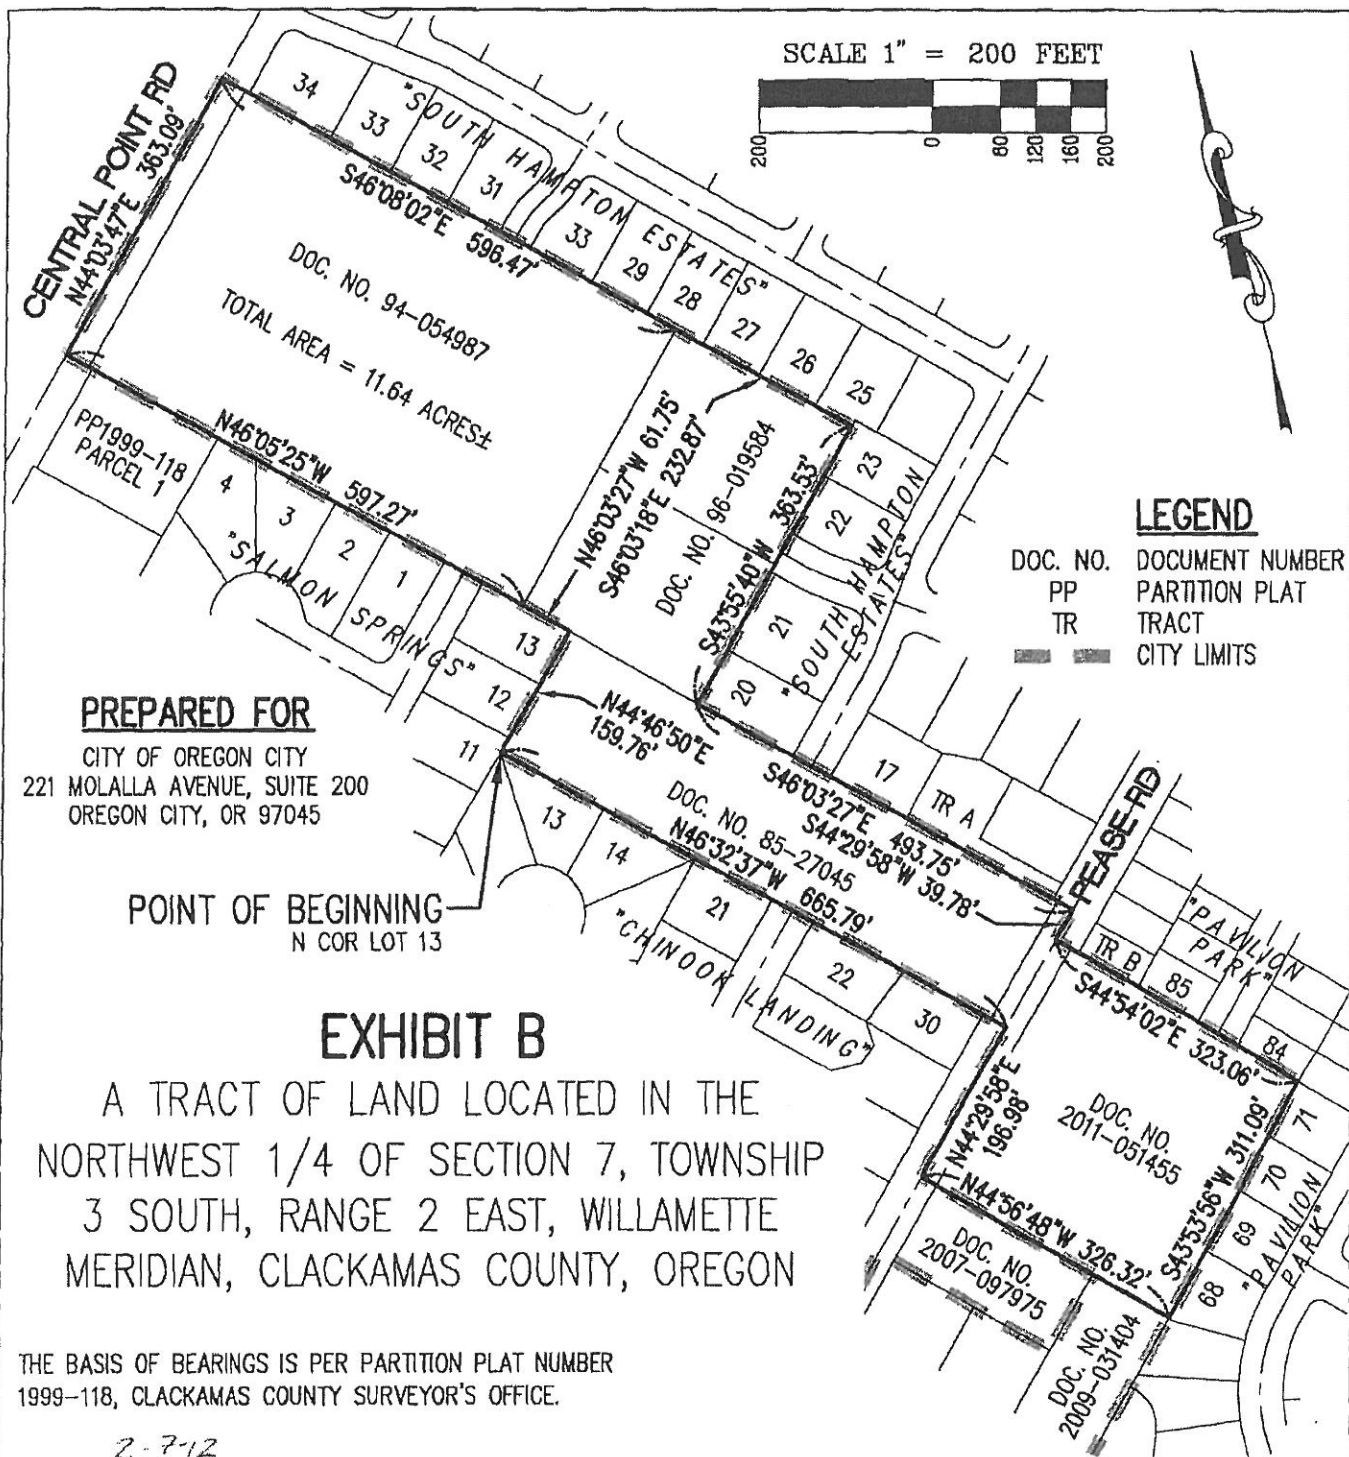 SCALE 1" = 200 FEET
200 0 80 120 160 200
CENTRAL POINT RD
N44°03'47"E 363.09'
34
33
32
31
"SOUTH HAMPTON ESTATES"
33
29
28
27
26
25
S46°08'02"E 596.47'
DOC. NO. 94-054987
TOTAL AREA = 11.64 ACRES±
N46°05'25"W 597.27'
PP1999-118
PARCEL 1
4
3
2
1
"SALMON SPRINGS"
13
12
11
N46°03'27"W 61.75'
S46°03'18"E 232.87'
DOC. NO. 96-019584
S43°55'40"W 363.53'
23
22
21
20
"SOUTH HAMPTON
ESTATES"
LEGEND
DOC. NO. DOCUMENT NUMBER
PP PARTITION PLAT
TR TRACT
CITY LIMITS
PREPARED FOR
CITY OF OREGON CITY
221 MOLALLA AVENUE, SUITE 200
OREGON CITY, OR 97045
N44°46'50"E
159.76'
S46°03'27"E 493.75'
S44°29'58"W 39.78'
DOC. NO. 85-27045
N46°32'37"W 665.79'
17
TR A
PEASE RD
13
14
21
22
30
"CHINOOK LANDING"
POINT OF BEGINNING
N COR LOT 13
"PAVILION
PARK"
TR B
85
84
S44°54'02"E 323.06'
DOC. NO.
2011-051455
N44°29'58"E
196.98'
N44°56'48"W 326.32'
S43°53'56"W 311.09'
71
70
69
68
"PAVILION
PARK"
DOC. NO.
2007-097975
DOC. NO.
2009-031404
EXHIBIT B
A TRACT OF LAND LOCATED IN THE
NORTHWEST 1/4 OF SECTION 7, TOWNSHIP
3 SOUTH, RANGE 2 EAST, WILLAMETTE
MERIDIAN, CLACKAMAS COUNTY, OREGON
THE BASIS OF BEARINGS IS PER PARTITION PLAT NUMBER
1999-118, CLACKAMAS COUNTY SURVEYOR'S OFFICE.
2-7-12